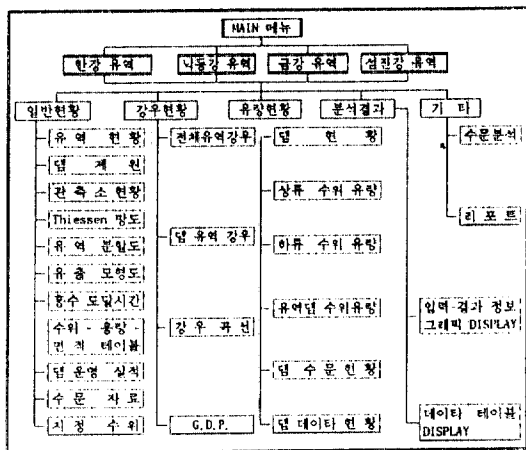 MAIN 메뉴
한강 유역
낙동강 유역
금강 유역
섬진강 유역
일반현황
강우현황
유량현황
분석결과
기 타
유 역 현 황
댐 제 원
관 측 소 현 황
Thiessen 망도
유 역 분할도
유 출 모형도
홍수 도달시간
수위 - 용량 -
면적 테이블
댐 운영 실적
수 문 자 료
지 정 수 위
전체유역강우
댐 유역 강우
강 우 곡 선
G.D.P.
댐 현 황
상류 수위 유량
하류 수위 유량
유역댐 수위유량
댐 수 문 현 황
댐 데이타 현 황
입력·결과 정보
그래픽 DISPLAY
데이타 테이블
DISPLAY
수문분석
리 포 트